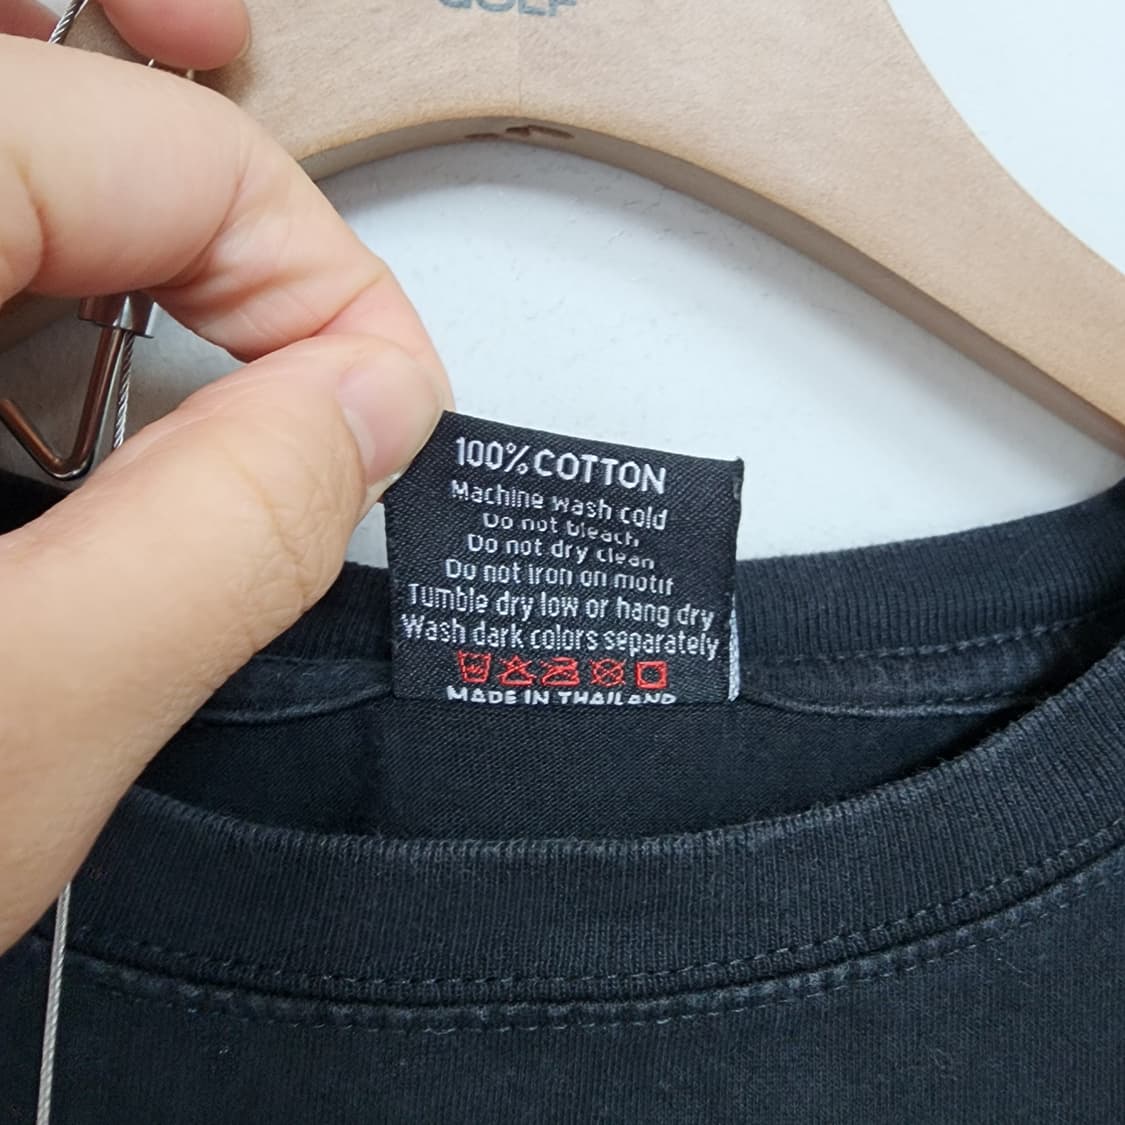 GOLF
100% COTTON
Machine wash cold
Do not bleach
Do not dry clean
Do not iron on motif
Tumble dry low or hang dry
Wash dark colors separately
MADE IN THAILAND